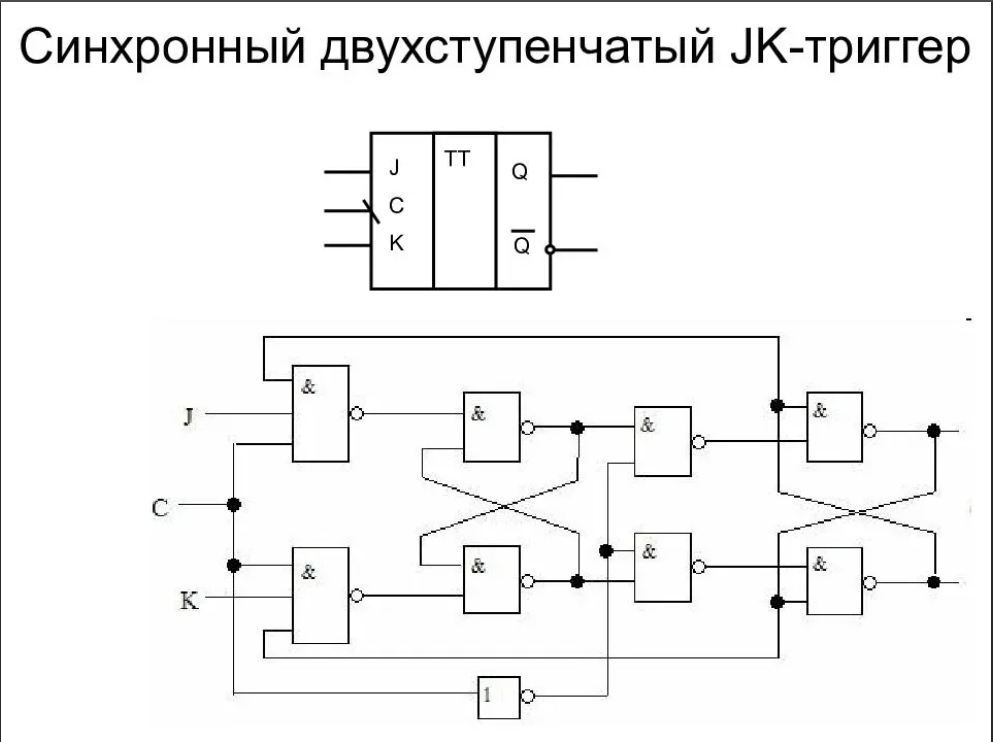 Синхронный двухступенчатый JK-триггер
J TT Q
C
K Q̅
& & & &
J
C
& & & &
K
1